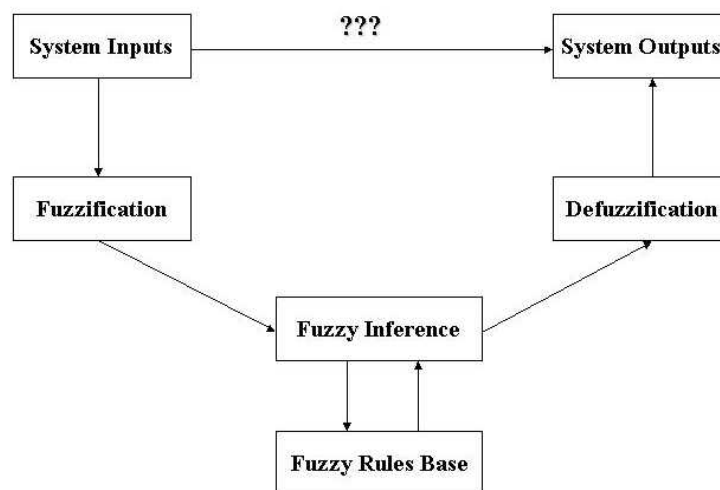 ???
System Inputs
System Outputs
Fuzzification
Defuzzification
Fuzzy Inference
Fuzzy Rules Base